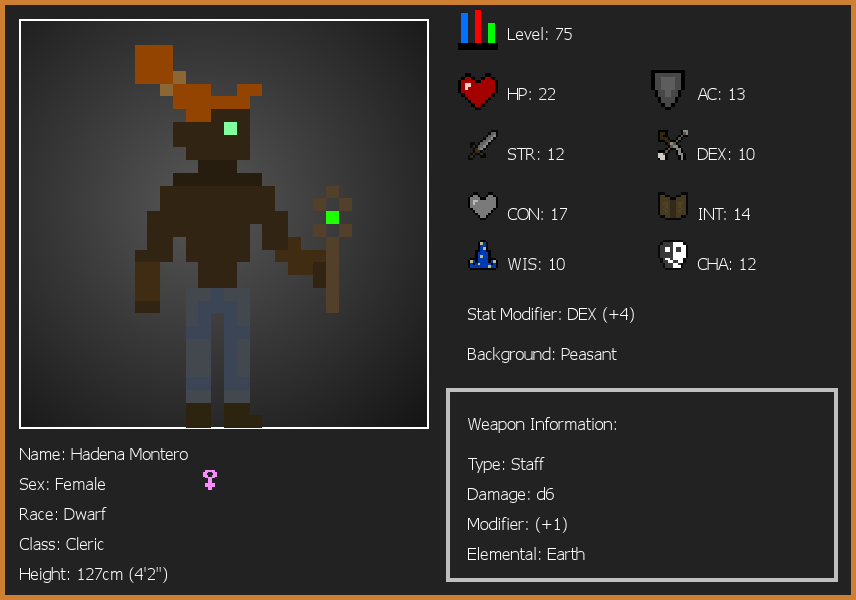 Level: 75
HP: 22
AC: 13
STR: 12
DEX: 10
CON: 17
INT: 14
WIS: 10
CHA: 12
Stat Modifier: DEX (+4)
Background: Peasant
Weapon Information:
Type: Staff
Damage: d6
Modifier: (+1)
Elemental: Earth
Name: Hadena Montero
Sex: Female
Race: Dwarf
Class: Cleric
Height: 127cm (4'2")